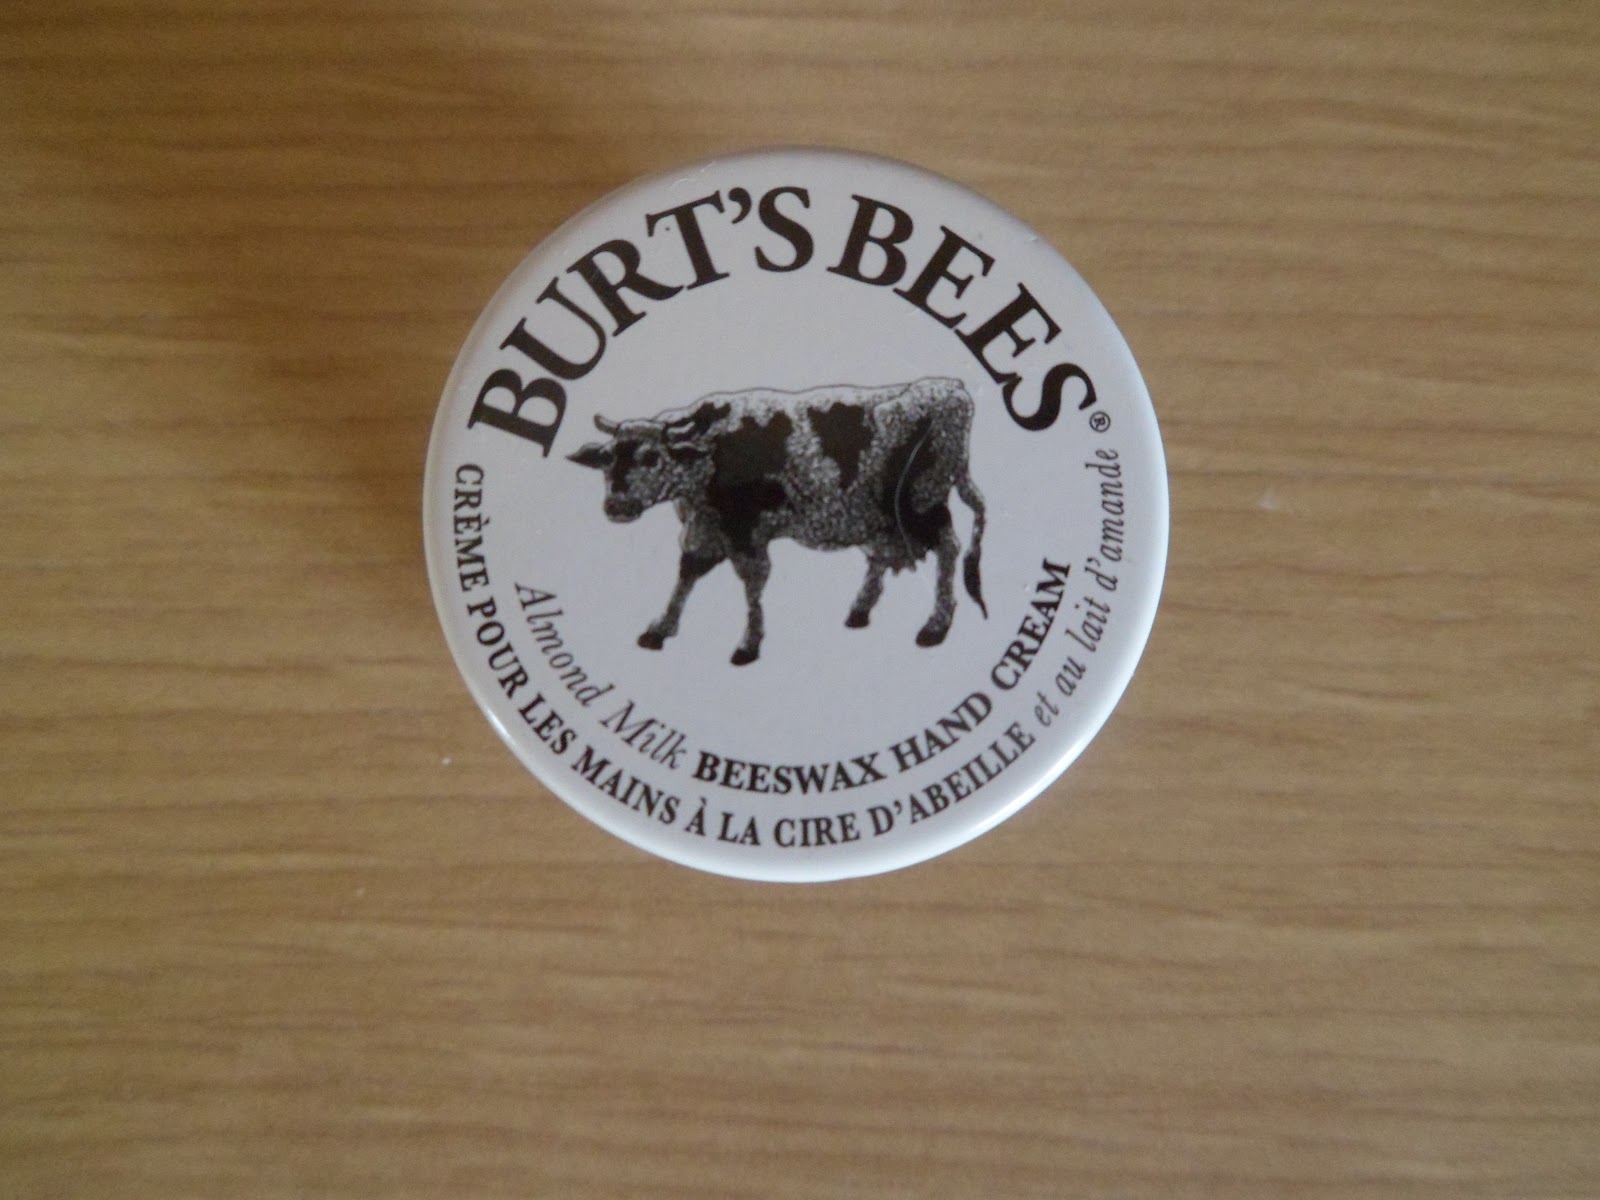 BURT'S BEES®
Almond Milk BEESWAX HAND CREAM
CRÈME POUR LES MAINS À LA CIRE D'ABEILLE et au lait d'amande